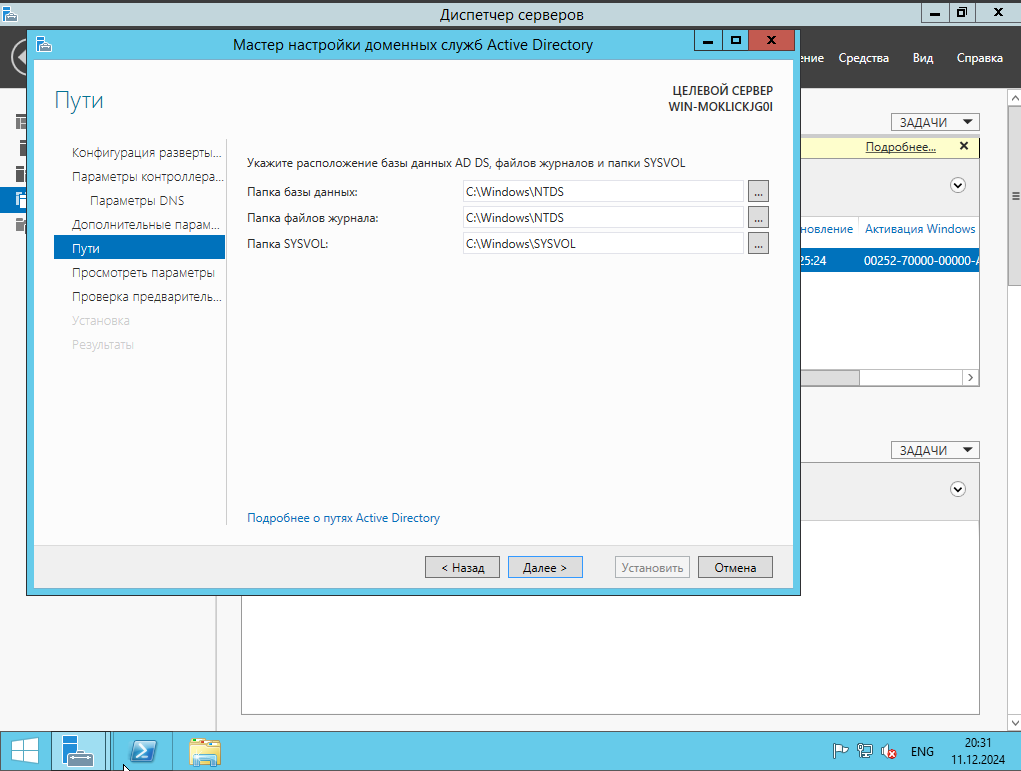 Диспетчер серверов
Мастер настройки доменных служб Active Directory
Средства
Вид
Справка
Пути
ЦЕЛЕВОЙ СЕРВЕР
WIN-MOKLICKJG0I
ЗАДАЧИ
Подробнее...
Конфигурация разверты...
Параметры контроллера...
Параметры DNS
Дополнительные парам...
Пути
Просмотреть параметры
Проверка предваритель...
Установка
Результаты
Укажите расположение базы данных AD DS, файлов журналов и папки SYSVOL
Папка базы данных:
C:\Windows\NTDS
...
Папка файлов журнала:
C:\Windows\NTDS
...
Папка SYSVOL:
C:\Windows\SYSVOL
...
новление
Активация Windows
25:24
00252-70000-00000-A
ЗАДАЧИ
Подробнее о путях Active Directory
< Назад
Далее >
Установить
Отмена
ENG
20:31
11.12.2024